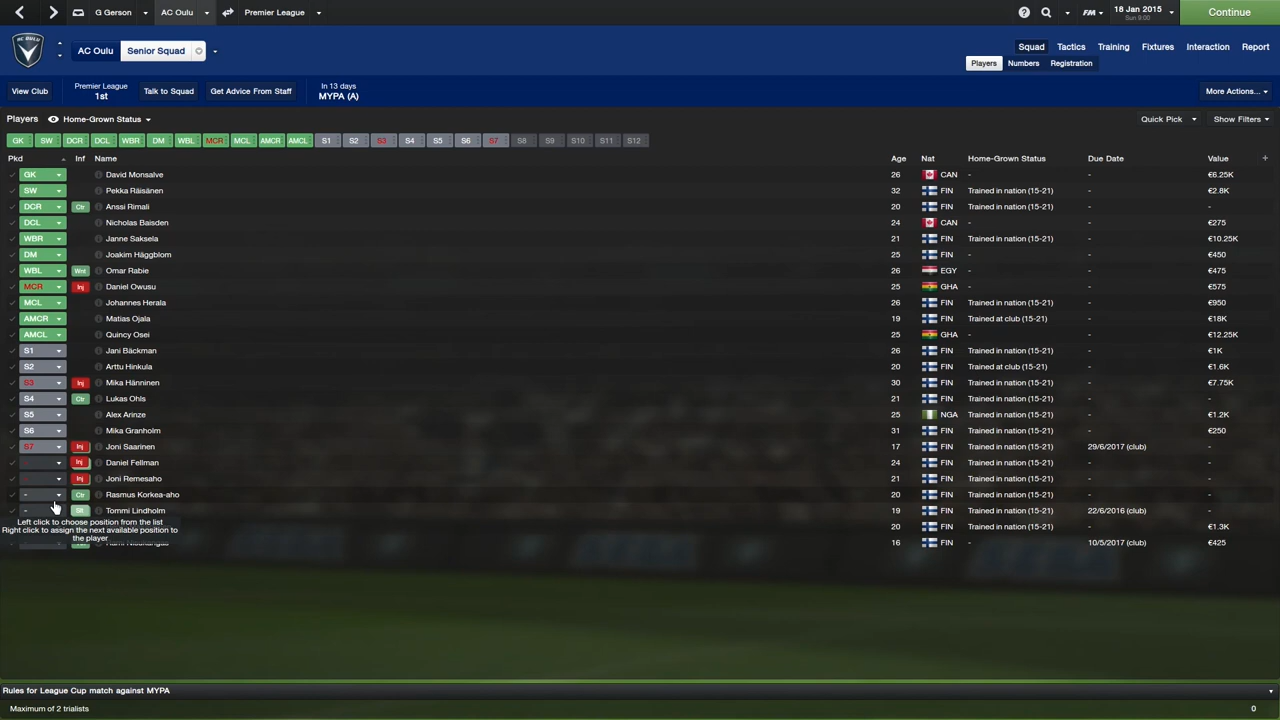 G Gerson
AC Oulu
Premier League
FM
18 Jan 2015
Sun 9:00
Continue
AC OULU
AC Oulu
Senior Squad
Squad
Tactics
Training
Fixtures
Interaction
Report
Players
Numbers
Registration
View Club
Premier League
1st
Talk to Squad
Get Advice From Staff
In 13 days
MYPA (A)
More Actions...
Players
Home-Grown Status
Quick Pick
Show Filters
GK SW DCR DCL WBR DM WBL MCR MCL AMCR AMCL S1 S2 S3 S4 S5 S6 S7 S8 S9 S10 S11 S12
Pkd Inf Name Age Nat Home-Grown Status Due Date Value
GK David Monsalve 26 CAN - - €6.25K
SW Pekka Räisänen 32 FIN Trained in nation (15-21) - €2.8K
DCR Ctr Anssi Rimali 20 FIN Trained in nation (15-21) - -
DCL Nicholas Baisden 24 CAN - - €275
WBR Janne Saksela 21 FIN Trained in nation (15-21) - €10.25K
DM Joakim Häggblom 25 FIN - - €450
WBL Wnt Omar Rabie 26 EGY - - €475
MCR Inj Daniel Owusu 25 GHA - - €575
MCL Johannes Herala 26 FIN Trained in nation (15-21) - €950
AMCR Matias Ojala 19 FIN Trained at club (15-21) - €18K
AMCL Quincy Osei 25 GHA - - €12.25K
S1 Jani Bäckman 26 FIN Trained in nation (15-21) - €1K
S2 Arttu Hinkula 20 FIN Trained at club (15-21) - €1.6K
S3 Inj Mika Hänninen 30 FIN Trained in nation (15-21) - €7.75K
S4 Ctr Lukas Ohls 21 FIN Trained in nation (15-21) - -
S5 Alex Arinze 25 NGA Trained in nation (15-21) - €1.2K
S6 Mika Granholm 31 FIN Trained in nation (15-21) - €250
S7 Inj Joni Saarinen 17 FIN Trained in nation (15-21) 29/6/2017 (club) -
Inj Daniel Fellman 24 FIN Trained in nation (15-21) - -
Inj Joni Remesaho 21 FIN Trained in nation (15-21) - -
- Ctr Rasmus Korkea-aho 20 FIN Trained in nation (15-21) - -
- Slt Tommi Lindholm 19 FIN Trained in nation (15-21) 22/6/2016 (club) -
Left click to choose position from the list
Right click to assign the next available position to
the player
20 FIN Trained in nation (15-21) - €1.3K
16 FIN - 10/5/2017 (club) €425
Rules for League Cup match against MYPA
Maximum of 2 trialists 0